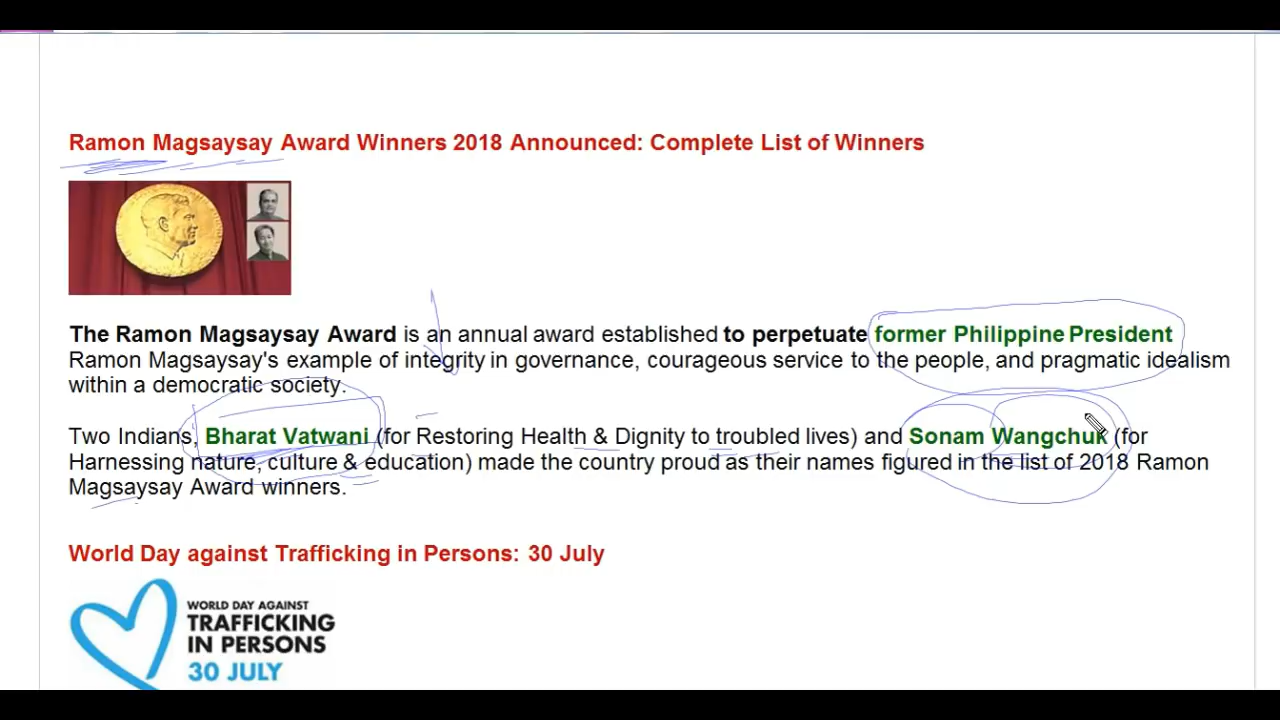 Ramon Magsaysay Award Winners 2018 Announced: Complete List of Winners
The Ramon Magsaysay Award is an annual award established to perpetuate former Philippine President
Ramon Magsaysay's example of integrity in governance, courageous service to the people, and pragmatic idealism
within a democratic society.
Two Indians, Bharat Vatwani (for Restoring Health & Dignity to troubled lives) and Sonam Wangchuk (for
Harnessing nature, culture & education) made the country proud as their names figured in the list of 2018 Ramon
Magsaysay Award winners.
World Day against Trafficking in Persons: 30 July
WORLD DAY AGAINST
TRAFFICKING
IN PERSONS
30 JULY